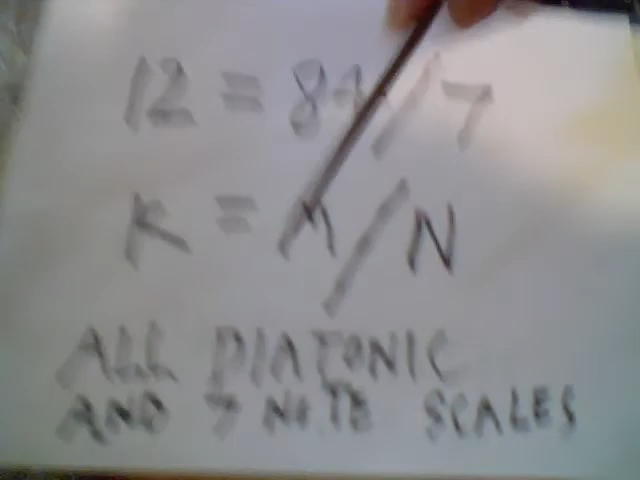 12 = 84/7
K = M/N
ALL DIATONIC
AND 7 NOTE SCALES